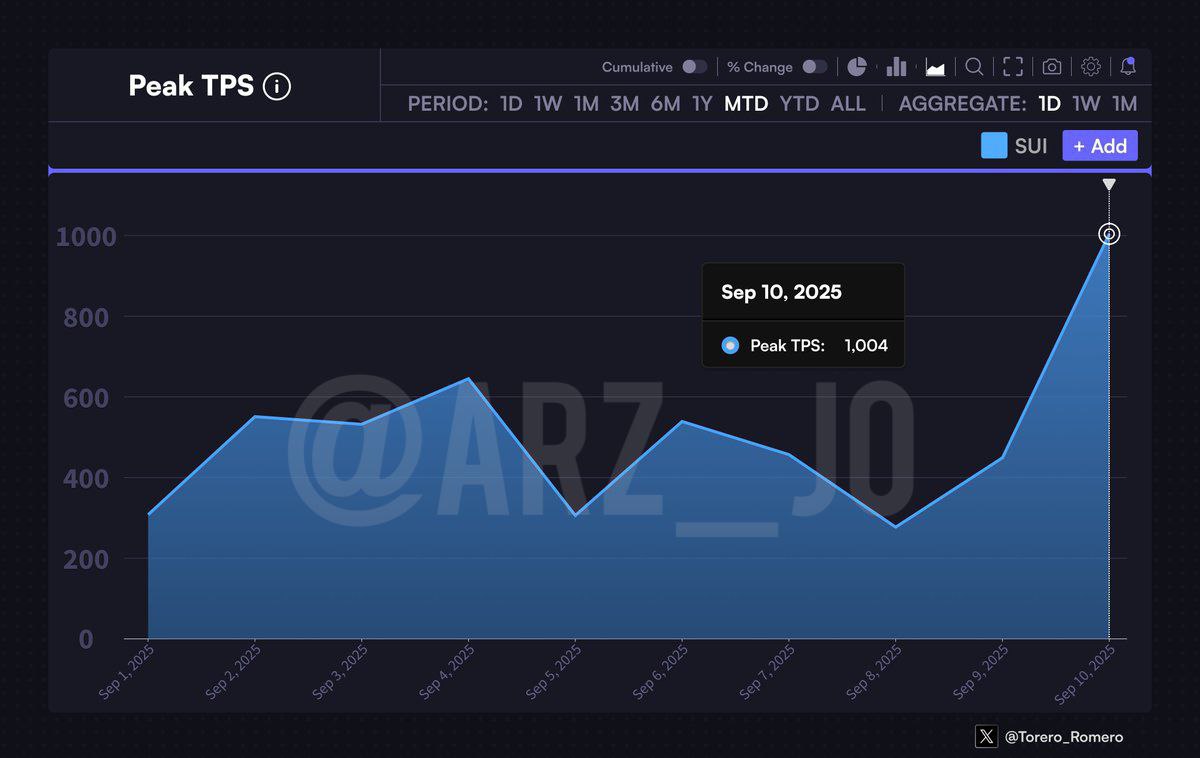 Peak TPS
Cumulative % Change
PERIOD: 1D 1W 1M 3M 6M 1Y MTD YTD ALL AGGREGATE: 1D 1W 1M
SUI + Add
1000
800
600
400
200
0
Sep 10, 2025
Peak TPS: 1,004
@ARZ__JO
Sep 1, 2025
Sep 2, 2025
Sep 3, 2025
Sep 4, 2025
Sep 5, 2025
Sep 6, 2025
Sep 7, 2025
Sep 8, 2025
Sep 9, 2025
Sep 10, 2025
@Torero_Romero